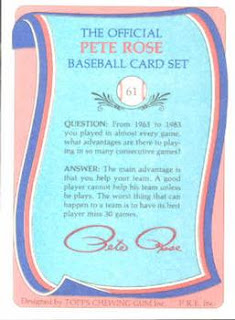 THE OFFICIAL
PETE ROSE
BASEBALL CARD SET
61
QUESTION: From 1963 to 1983
you played in almost every game.
what advantages are there to play-
ing in so many consecutive games?
ANSWER: The main advantage is
that you help your team. A good
player cannot help his team unless
he plays. The worst thing that can
happen to a team is to have its best
player miss 30 games.
Pete Rose
Designed by TOPPS CHEWING GUM Inc.